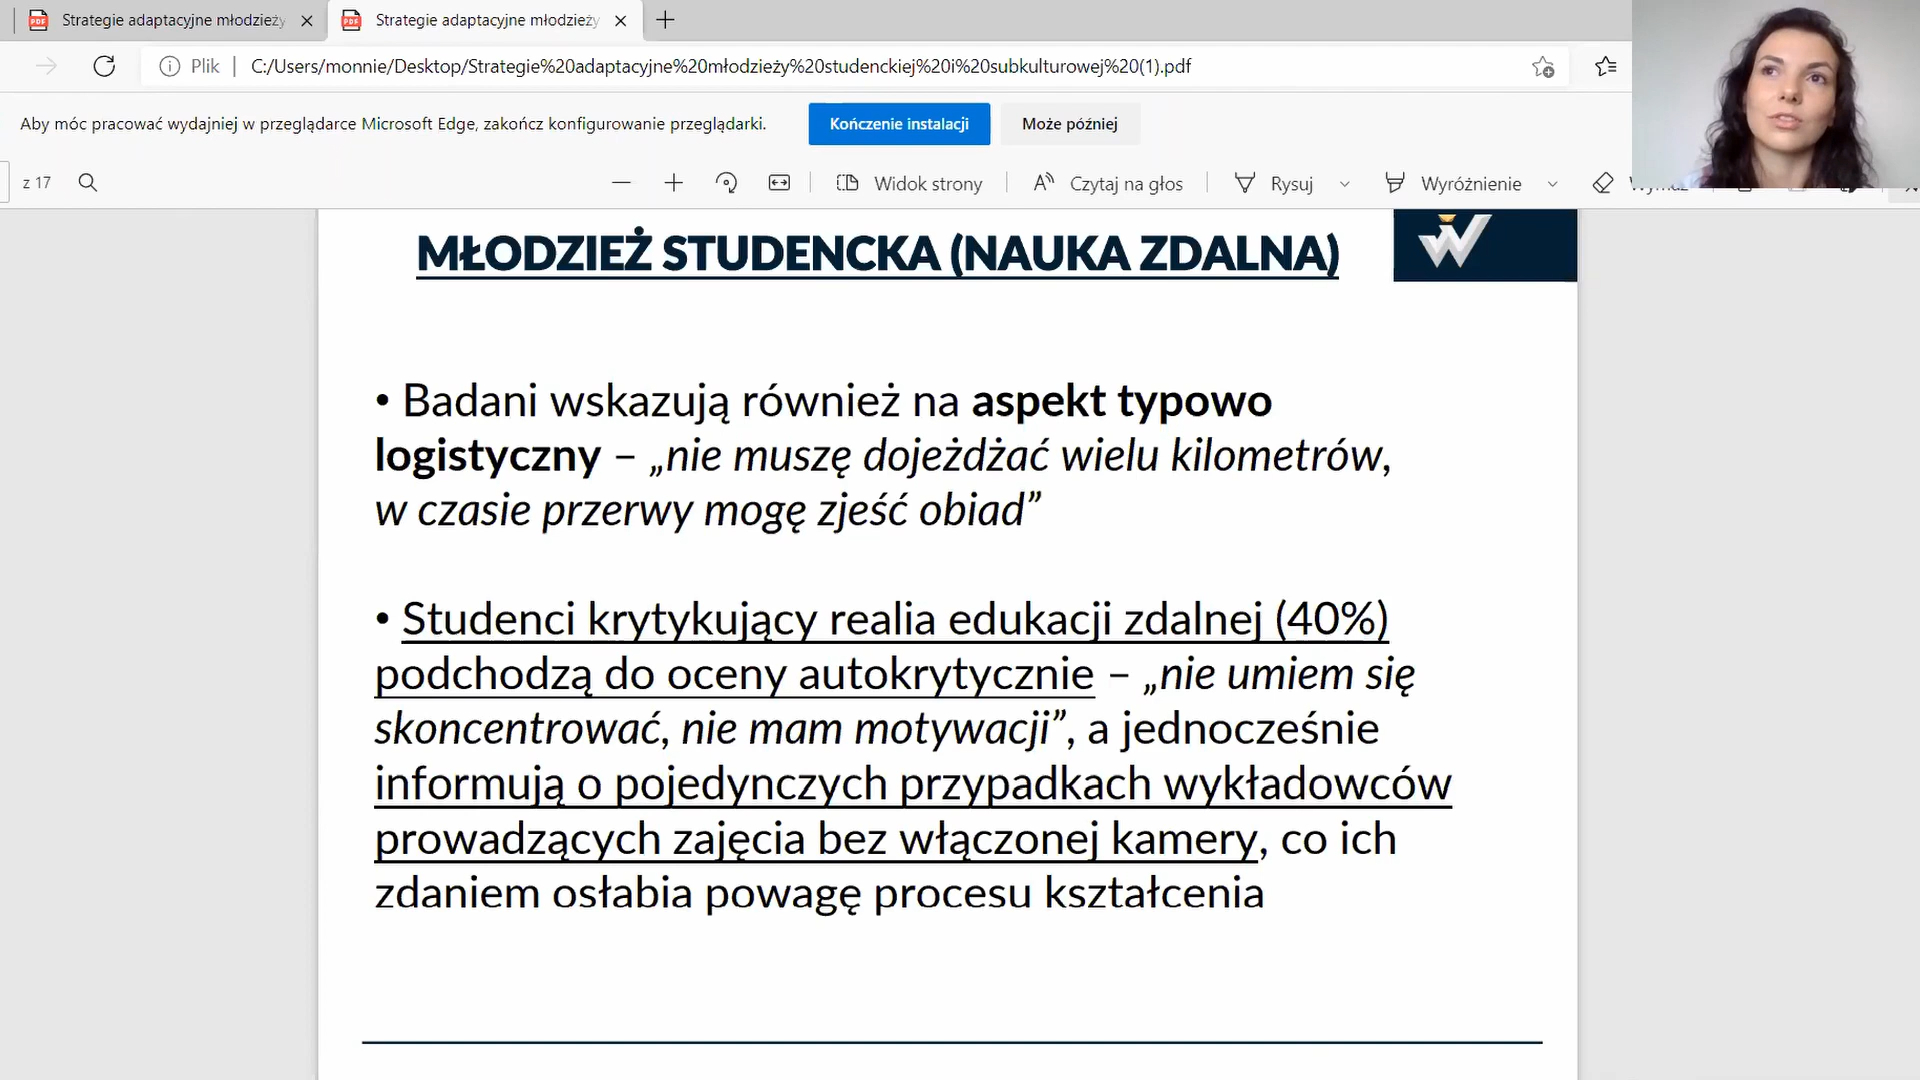 Strategie adaptacyjne młodzieży
Strategie adaptacyjne młodzieży
Plik
C:/Users/monnie/Desktop/Strategie%20adaptacyjne%20młodzieży%20studenckiej%20i%20subkulturowej%20(1).pdf
Aby móc pracować wydajniej w przeglądarce Microsoft Edge, zakończ konfigurowanie przeglądarki.
Kończenie instalacji
Może później
z 17
Widok strony
Czytaj na głos
Rysuj
Wyróżnienie
MŁODZIEŻ STUDENCKA (NAUKA ZDALNA)
• Badani wskazują również na aspekt typowo
logistyczny – „nie muszę dojeżdżać wielu kilometrów,
w czasie przerwy mogę zjeść obiad”
• Studenci krytykujący realia edukacji zdalnej (40%)
podchodzą do oceny autokrytycznie – „nie umiem się
skoncentrować, nie mam motywacji”, a jednocześnie
informują o pojedynczych przypadkach wykładowców
prowadzących zajęcia bez włączonej kamery, co ich
zdaniem osłabia powagę procesu kształcenia